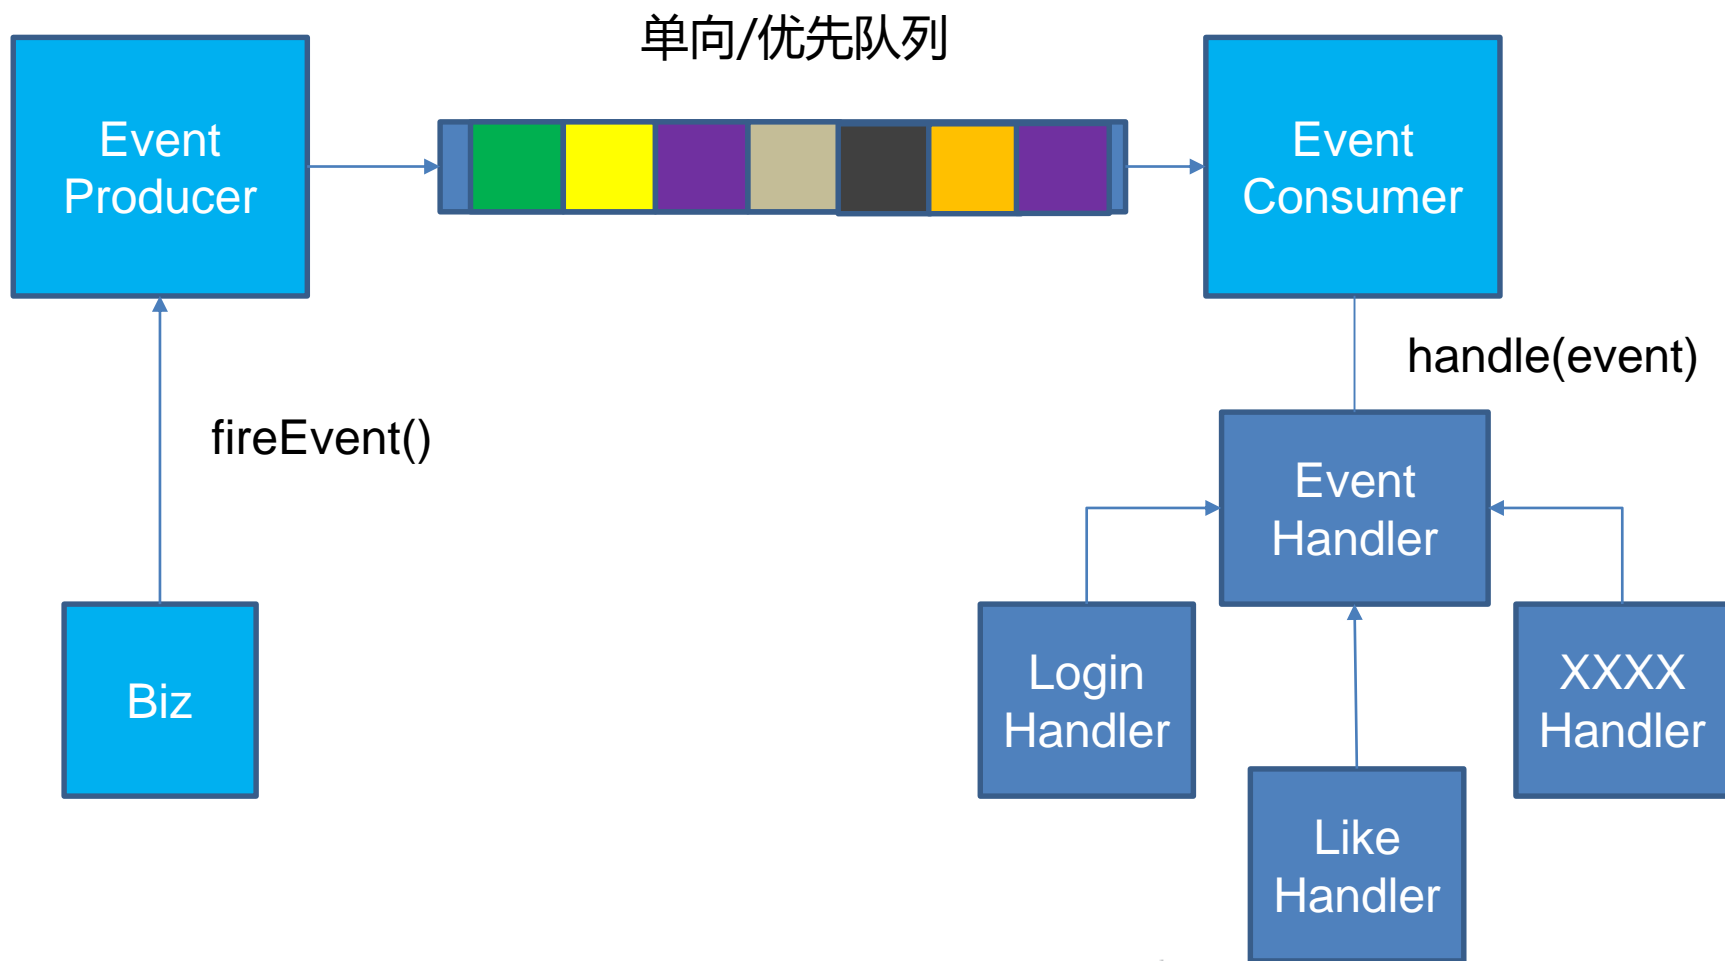 单向/优先队列
Event
Producer
Event
Consumer
handle(event)
fireEvent()
Event
Handler
Biz
Login
Handler
XXXX
Handler
Like
Handler